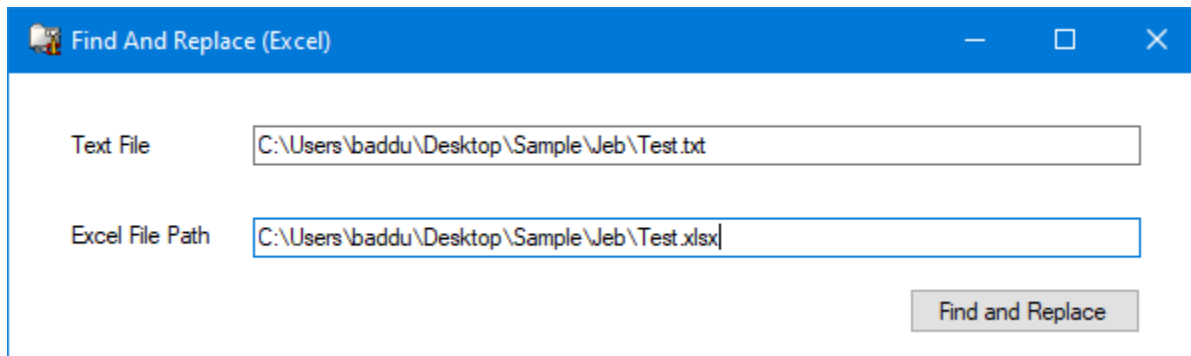 Find And Replace (Excel)
Text File C:\Users\baddu\Desktop\Sample\Jeb\Test.txt
Excel File Path C:\Users\baddu\Desktop\Sample\Jeb\Test.xlsx
Find and Replace